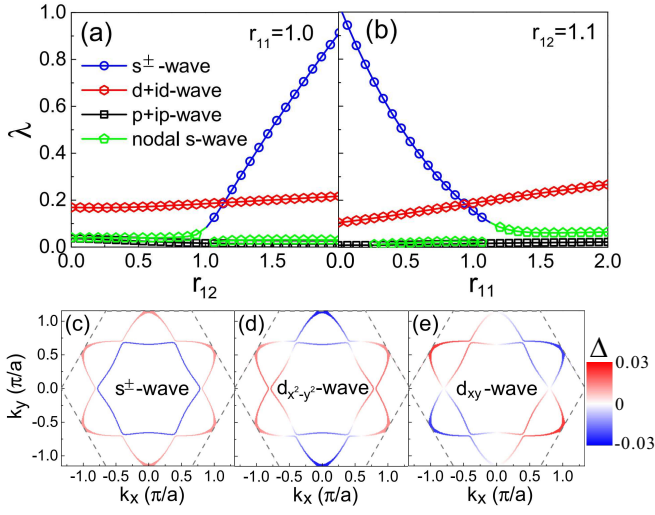 (a) r₁₁=1.0
(b) r₁₂=1.1
s±-wave
d+id-wave
p+ip-wave
nodal s-wave
λ
1.0
0.8
0.6
0.4
0.2
0.0
0.0 0.5 1.0 1.5 0.0 0.5 1.0 1.5 2.0
r₁₂ r₁₁
(c) (d) (e)
s±-wave dx²-y²-wave dxy-wave
k_y (π/a)
1.0
0.5
0.0
-0.5
-1.0
Δ
0.03
0
-0.03
-1.0 -0.5 0.0 0.5 1.0 -1.0 -0.5 0.0 0.5 1.0 -1.0 -0.5 0.0 0.5 1.0
k_x (π/a) k_x (π/a) k_x (π/a)